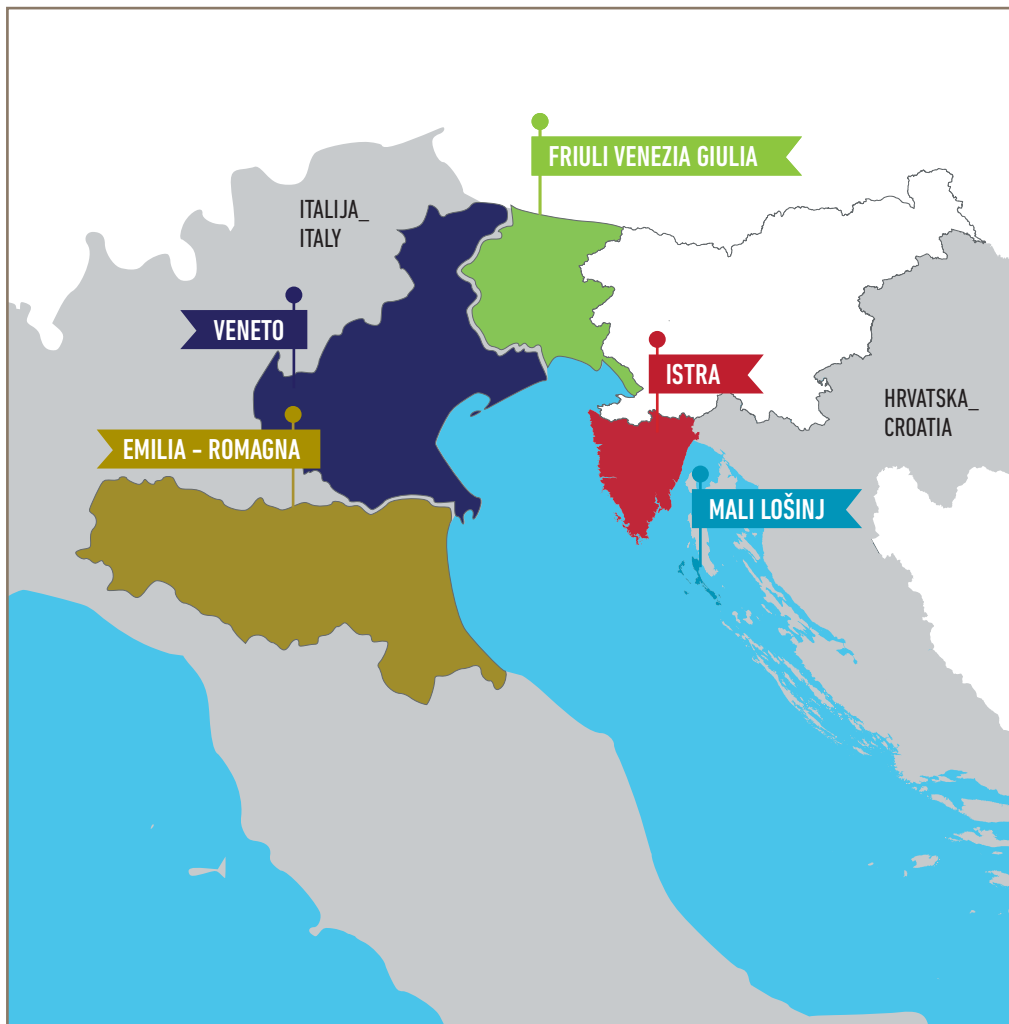 FRIULI VENEZIA GIULIA
ITALIJA_
ITALY
VENETO
ISTRA
HRVATSKA_
CROATIA
EMILIA - ROMAGNA
MALI LOŠINJ